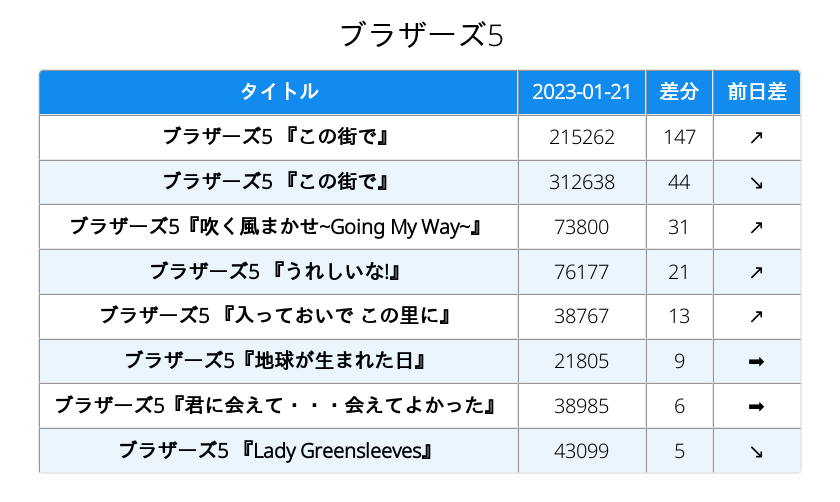 ブラザーズ5
タイトル 2023-01-21 差分 前日差
ブラザーズ5 『この街で』 215262 147 ↗
ブラザーズ5 『この街で』 312638 44 ↘
ブラザーズ5『吹く風まかせ~Going My Way~』 73800 31 ↗
ブラザーズ5 『うれしいな!』 76177 21 ↗
ブラザーズ5 『入っておいで この里に』 38767 13 ↗
ブラザーズ5『地球が生まれた日』 21805 9 ➡
ブラザーズ5『君に会えて・・・会えてよかった』 38985 6 ➡
ブラザーズ5 『Lady Greensleeves』 43099 5 ↘